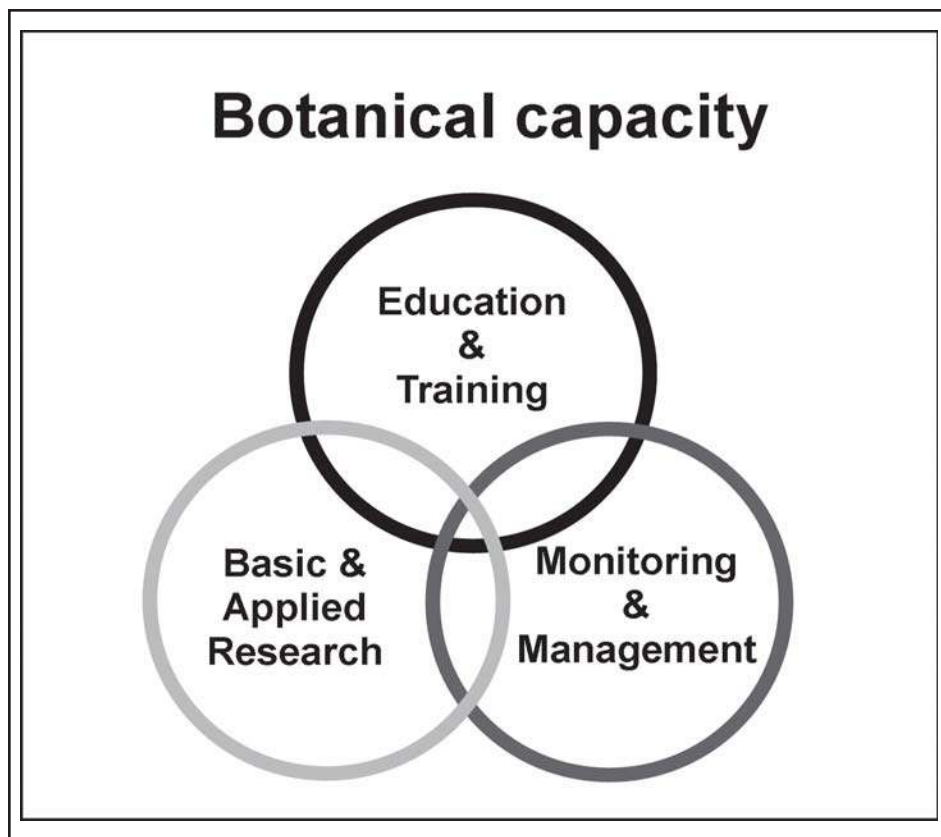 Botanical capacity
Education
&
Training
Basic &
Applied
Research
Monitoring
&
Management